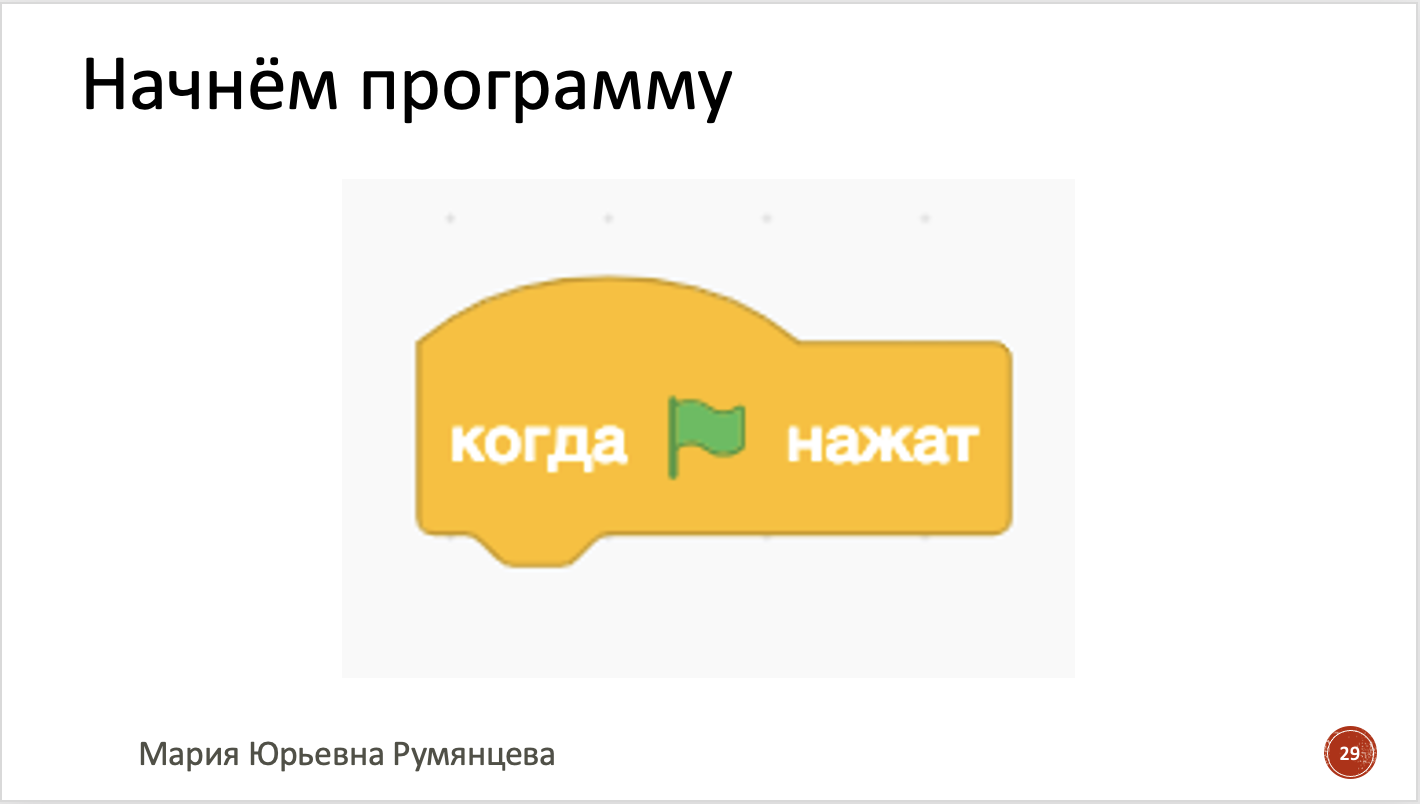 Начнём программу
когда нажат
Мария Юрьевна Румянцева
29